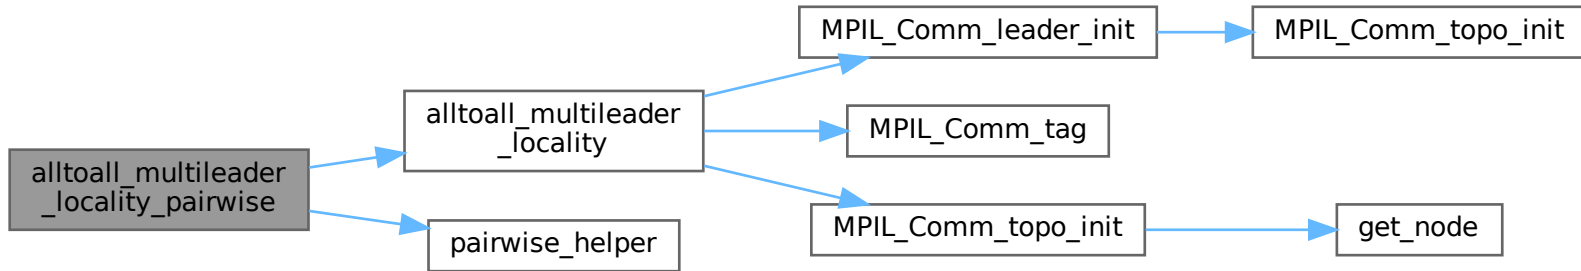 alltoall_multileader
_locality_pairwise
alltoall_multileader
_locality
pairwise_helper
MPIL_Comm_leader_init
MPIL_Comm_tag
MPIL_Comm_topo_init
MPIL_Comm_topo_init
get_node